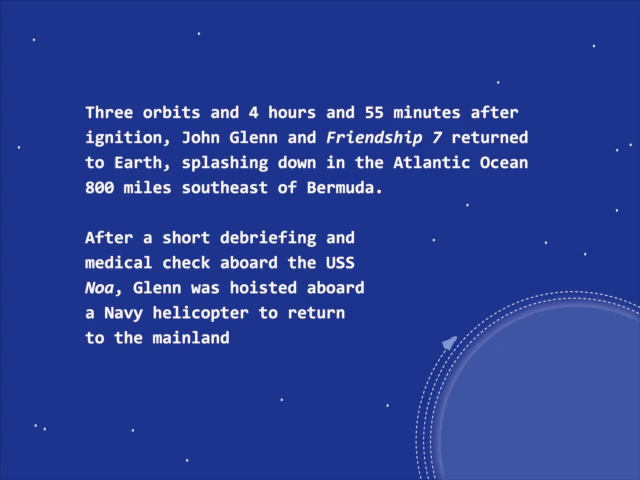 Three orbits and 4 hours and 55 minutes after
ignition, John Glenn and Friendship 7 returned
to Earth, splashing down in the Atlantic Ocean
800 miles southeast of Bermuda.
After a short debriefing and
medical check aboard the USS
Noa, Glenn was hoisted aboard
a Navy helicopter to return
to the mainland